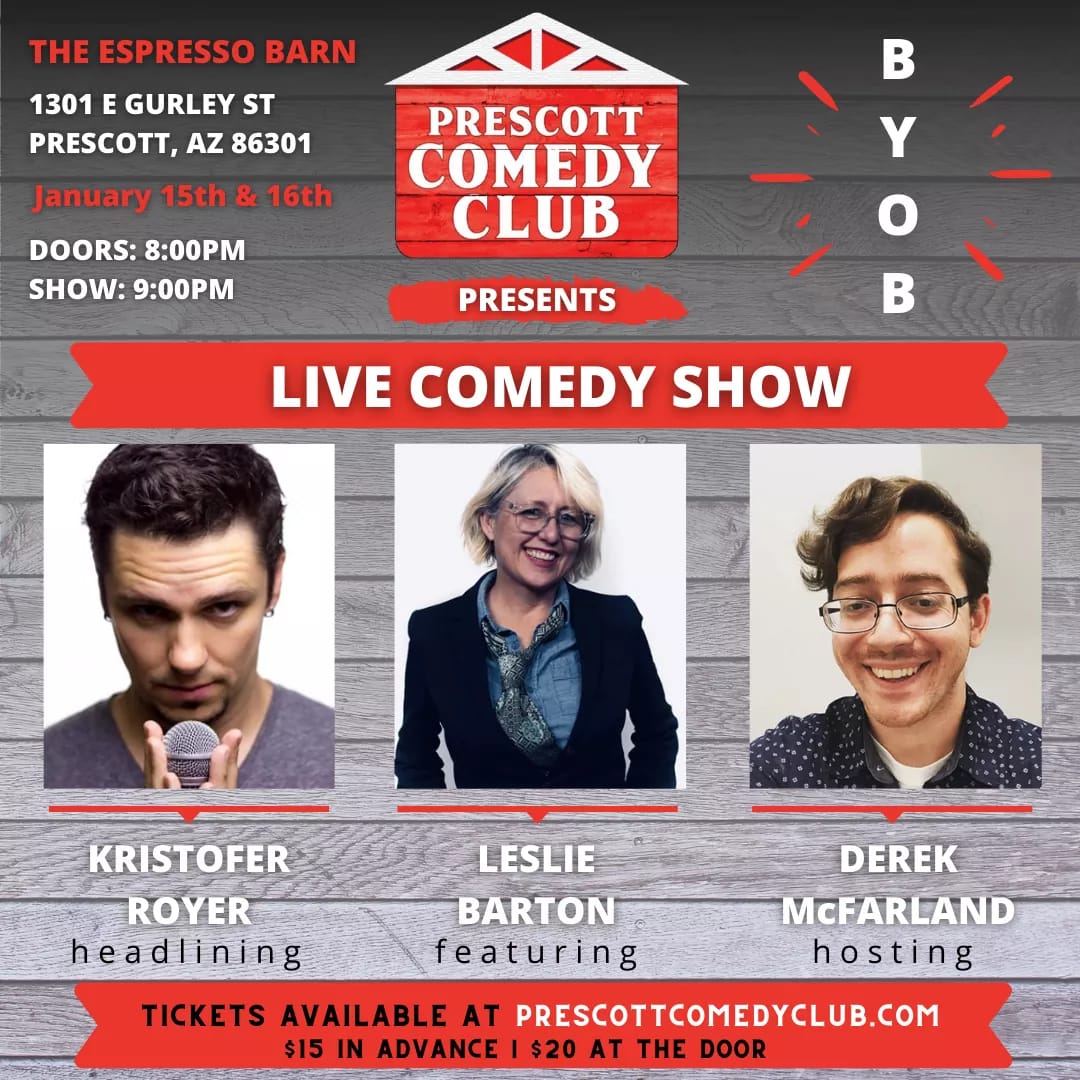 THE ESPRESSO BARN
1301 E GURLEY ST
PRESCOTT, AZ 86301
January 15th & 16th
DOORS: 8:00PM
SHOW: 9:00PM
PRESCOTT
COMEDY
CLUB
PRESENTS
B
Y
O
B
LIVE COMEDY SHOW
KRISTOFER
ROYER
headlining
LESLIE
BARTON
featuring
DEREK
McFARLAND
hosting
TICKETS AVAILABLE AT PRESCOTTCOMEDYCLUB.COM
$15 IN ADVANCE | $20 AT THE DOOR